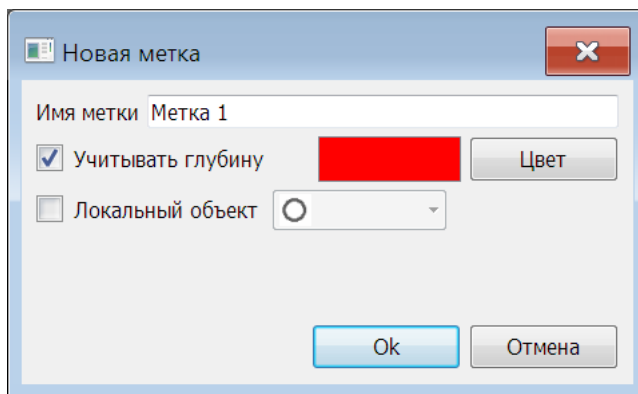 Новая метка
Имя метки Метка 1
Учитывать глубину Цвет
Локальный объект
Ok Отмена